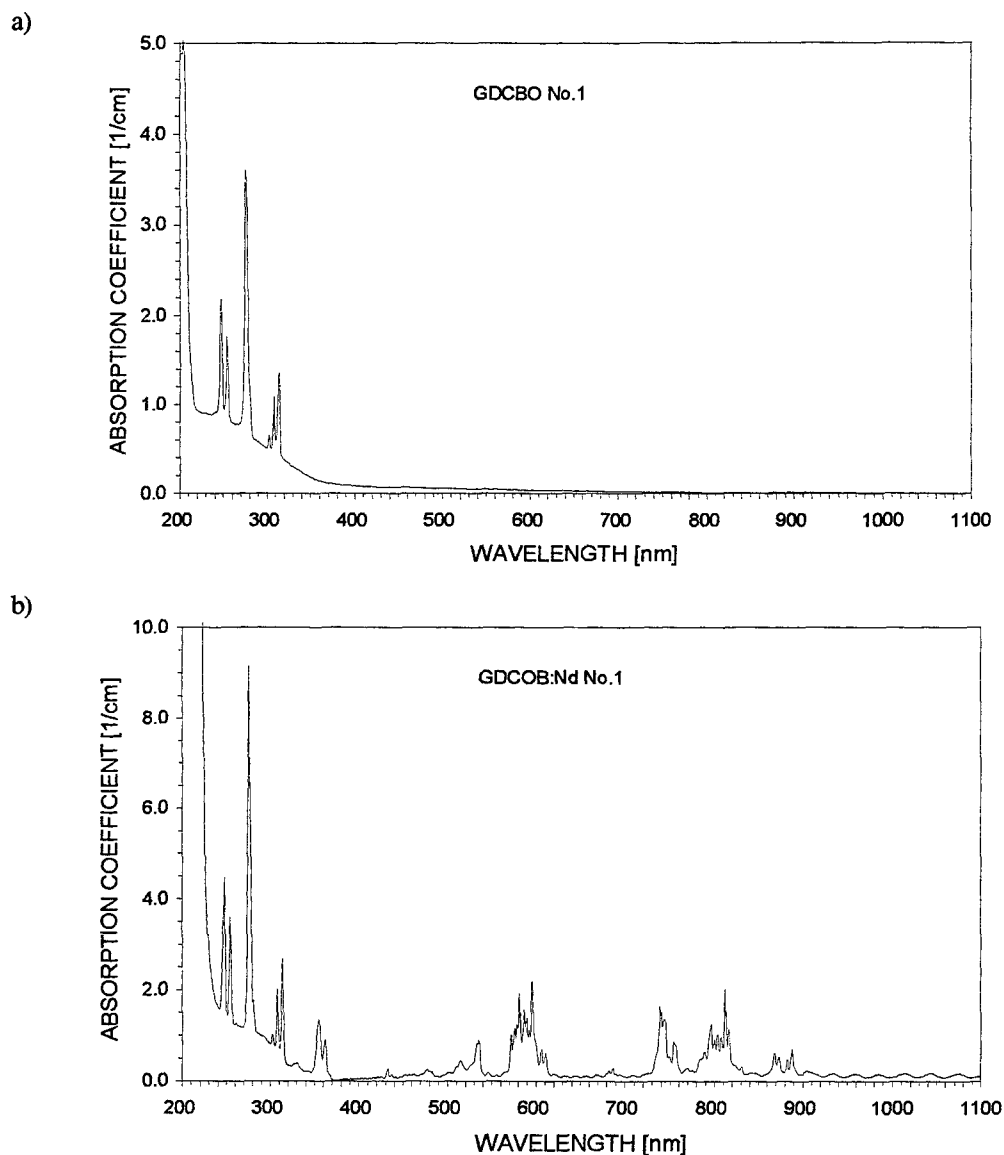 a)
5.0
GDCBO No.1
4.0
3.0
2.0
1.0
0.0
ABSORPTION COEFFICIENT [1/cm]
200 300 400 500 600 700 800 900 1000 1100
WAVELENGTH [nm]
b)
10.0
GDCOB:Nd No.1
8.0
6.0
4.0
2.0
0.0
ABSORPTION COEFFICIENT [1/cm]
200 300 400 500 600 700 800 900 1000 1100
WAVELENGTH [nm]